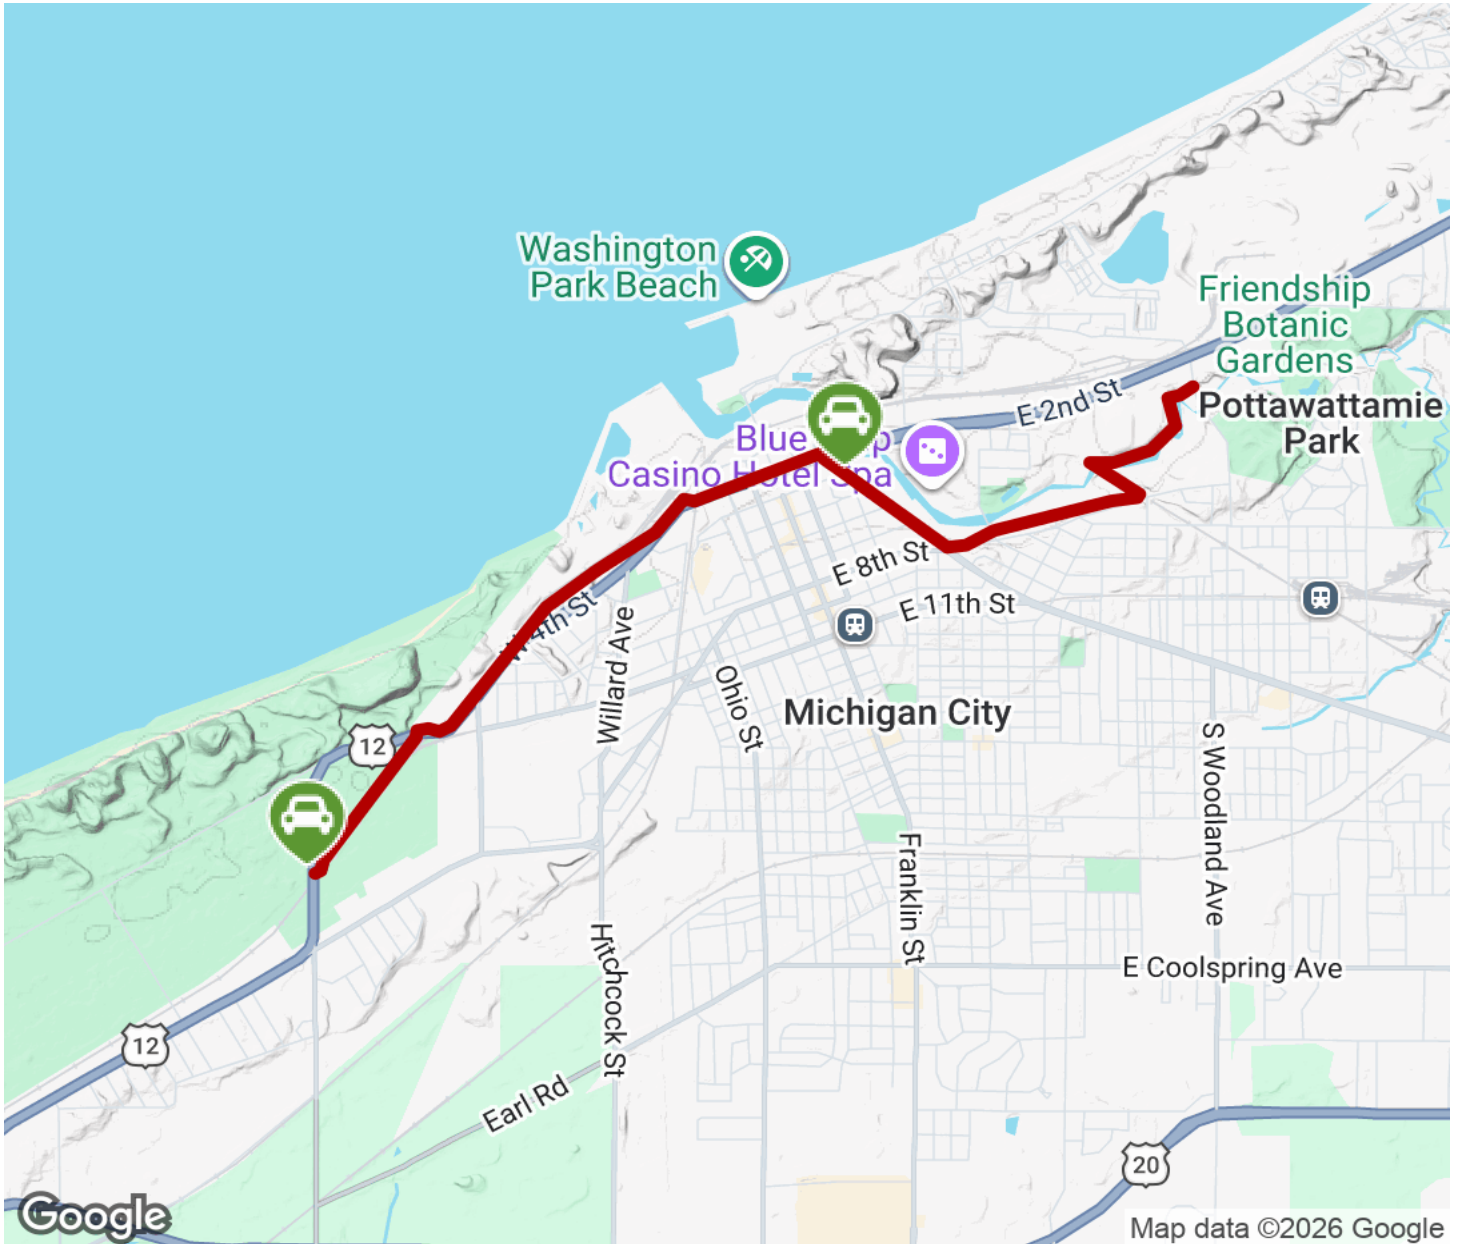 Washington
Park Beach
Friendship
Botanic
Gardens
E 2nd St
Pottawattamie
Park
Blue
Casino Hotel Spa
E 8th St
E 11th St
W 4th St
Willard Ave
Ohio St
Michigan City
12
S Woodland Ave
Franklin St
Hitchcock St
E Coolspring Ave
12
Earl Rd
20
Google
Map data ©2026 Google